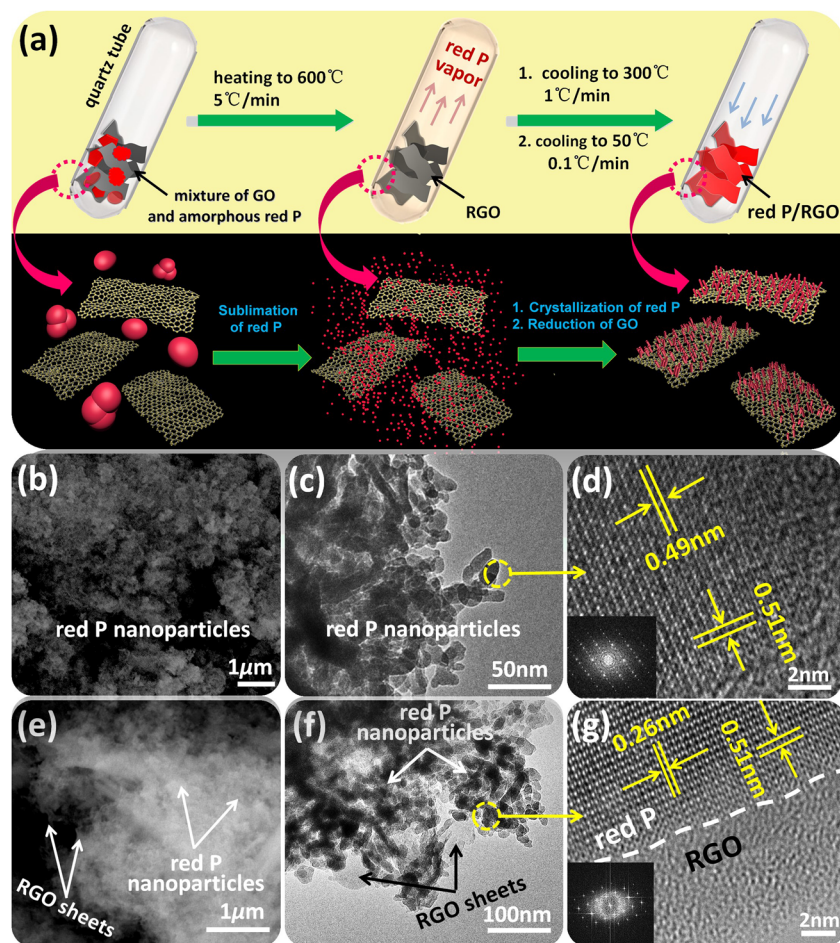 (a)
quartz tube
heating to 600℃
5℃/min
mixture of GO
and amorphous red P
red P
vapor
RGO
1. cooling to 300℃
1℃/min
2. cooling to 50℃
0.1℃/min
red P/RGO
Sublimation
of red P
1. Crystallization of red P
2. Reduction of GO
(b)
red P nanoparticles
1μm
(c)
red P nanoparticles
50nm
(d)
0.49nm
0.51nm
2nm
(e)
RGO sheets
red P
nanoparticles
1μm
(f)
red P
nanoparticles
RGO sheets
100nm
(g)
0.26nm
0.51nm
red P
RGO
2nm